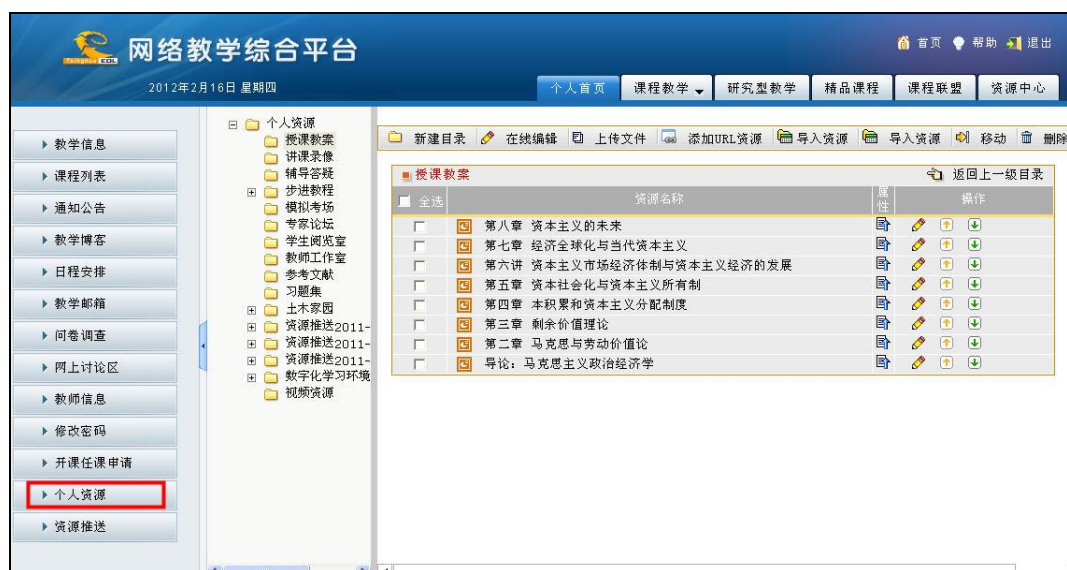 网络教学综合平台
首页 帮助 退出
2012年2月16日 星期四
个人首页 课程教学 研究型教学 精品课程 课程联盟 资源中心
教学信息
课程列表
通知公告
教学博客
日程安排
教学邮箱
问卷调查
网上讨论区
教师信息
修改密码
开课任课申请
个人资源
资源推送
个人资源
授课教案
讲课录像
辅导答疑
步进教程
模拟考场
专家论坛
学生阅览室
教师工作室
参考文献
习题集
土木家园
资源推送2011-
资源推送2011-
资源推送2011-
数字化学习环境
视频资源
新建目录 在线编辑 上传文件 添加URL资源 导入资源 导入资源 移动 删除
授课教案 返回上一级目录
全选 资源名称 属性 操作
第八章 资本主义的未来
第七章 经济全球化与当代资本主义
第六讲 资本主义市场经济体制与资本主义经济的发展
第五章 资本社会化与资本主义所有制
第四章 本积累和资本主义分配制度
第三章 剩余价值理论
第二章 马克思与劳动价值论
导论：马克思主义政治经济学